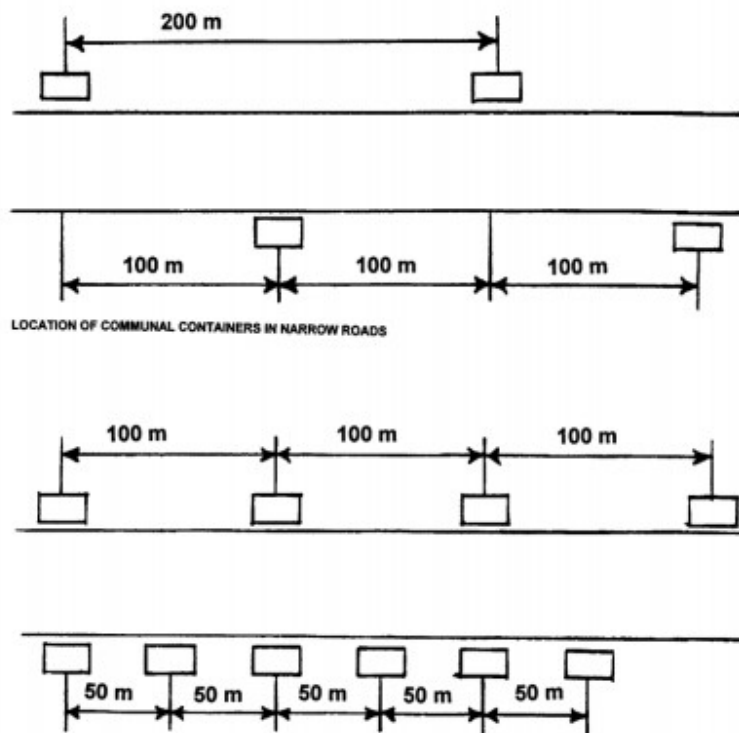 200 m
100 m 100 m 100 m
LOCATION OF COMMUNAL CONTAINERS IN NARROW ROADS
100 m 100 m 100 m
50 m 50 m 50 m 50 m 50 m